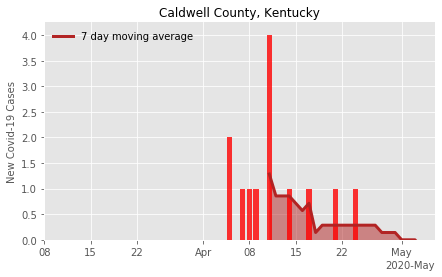 Caldwell County, Kentucky
7 day moving average
New Covid-19 Cases
4.0
3.5
3.0
2.5
2.0
1.5
1.0
0.5
0.0
08 15 22 Apr 08 15 22 May
2020-May